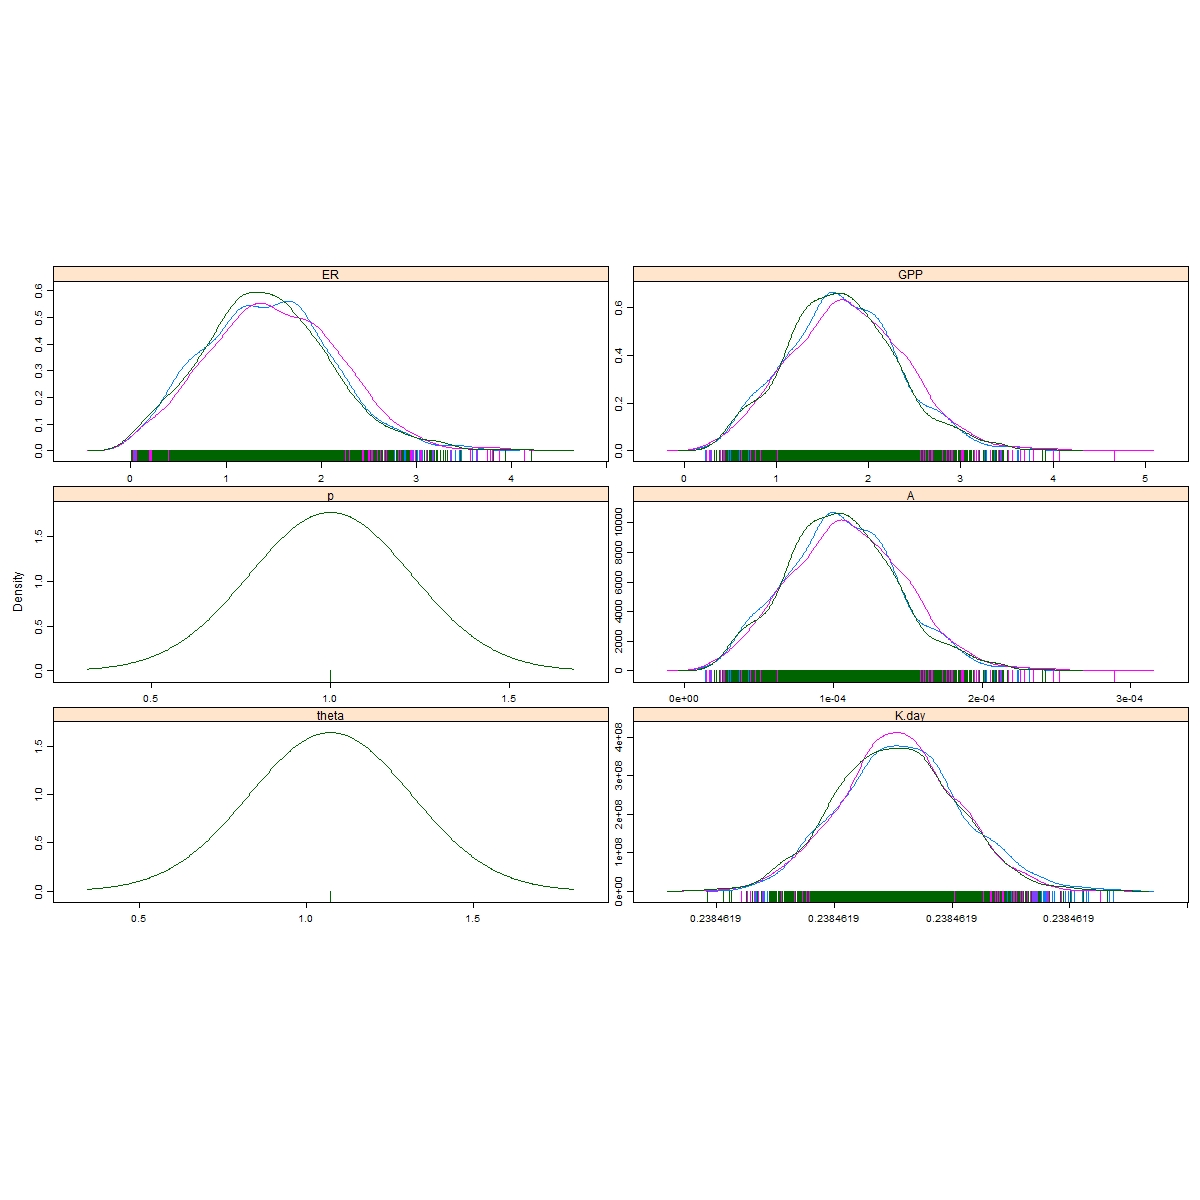 ER
0.0 0.1 0.2 0.3 0.4 0.5 0.6
0 1 2 3 4
GPP
0.0 0.2 0.4 0.6
0 1 2 3 4 5
p
0.0 0.5 1.0 1.5
0.5 1.0 1.5
A
0 2000 4000 6000 8000 10000
0e+00 1e-04 2e-04 3e-04
Density
theta
0.0 0.5 1.0 1.5
0.5 1.0 1.5
K.day
0e+00 1e+08 2e+08 3e+08 4e+08
0.2384619 0.2384619 0.2384619 0.2384619